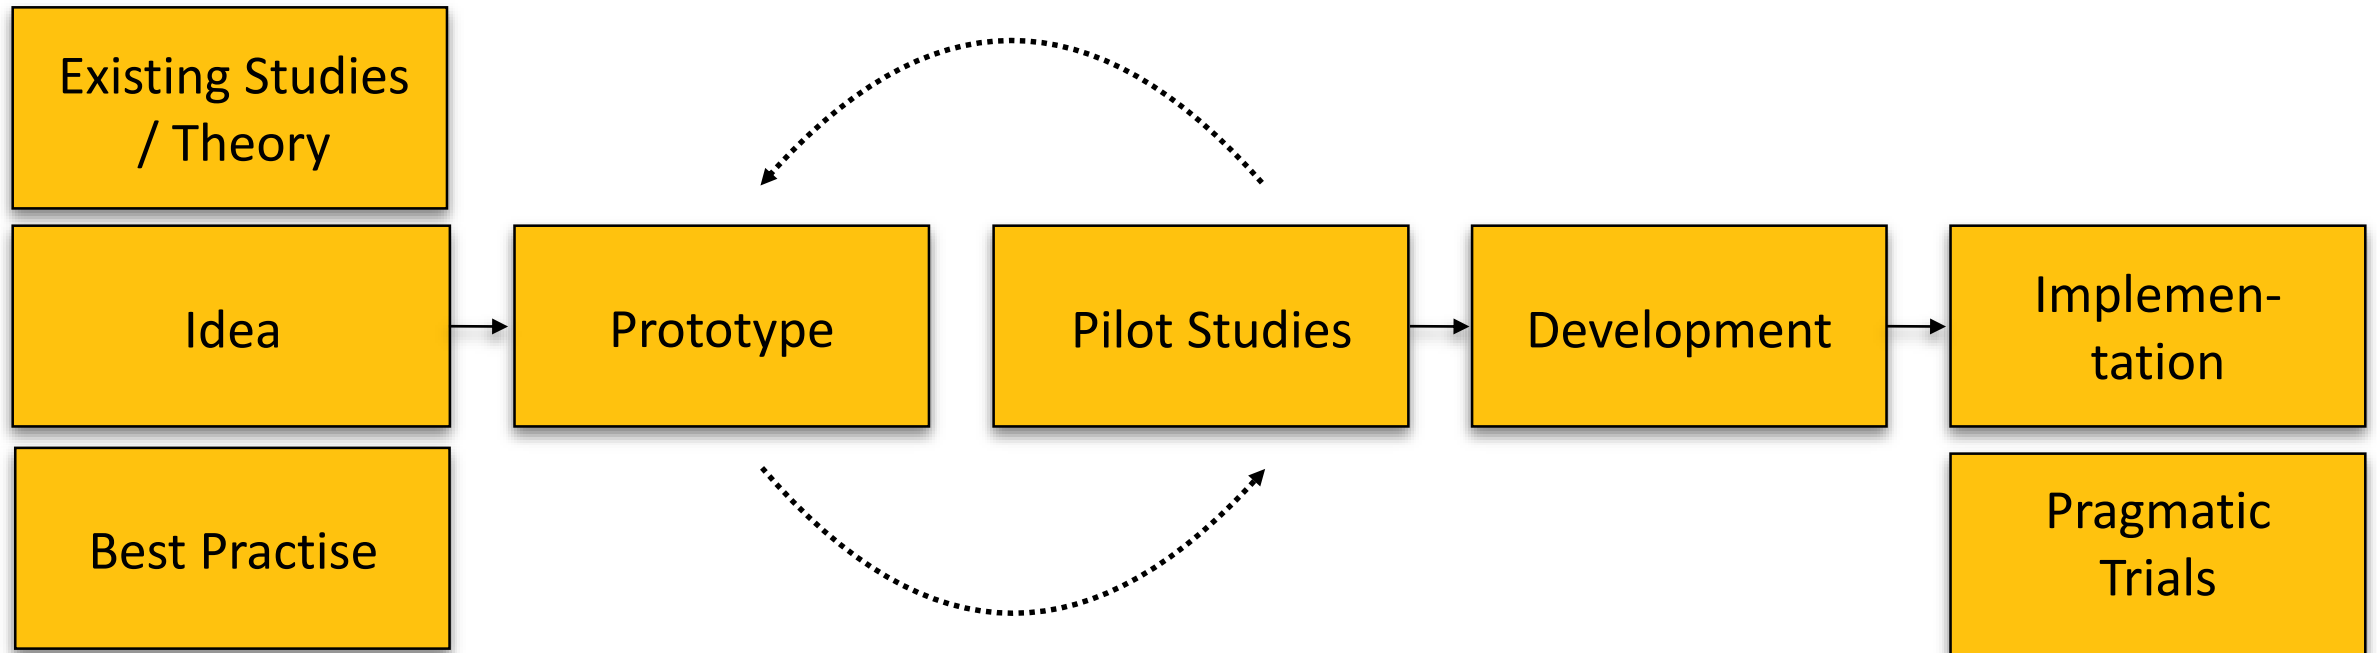 Existing Studies
/ Theory
Idea
Best Practise
Prototype
Pilot Studies
Development
Implemen-
tation
Pragmatic
Trials